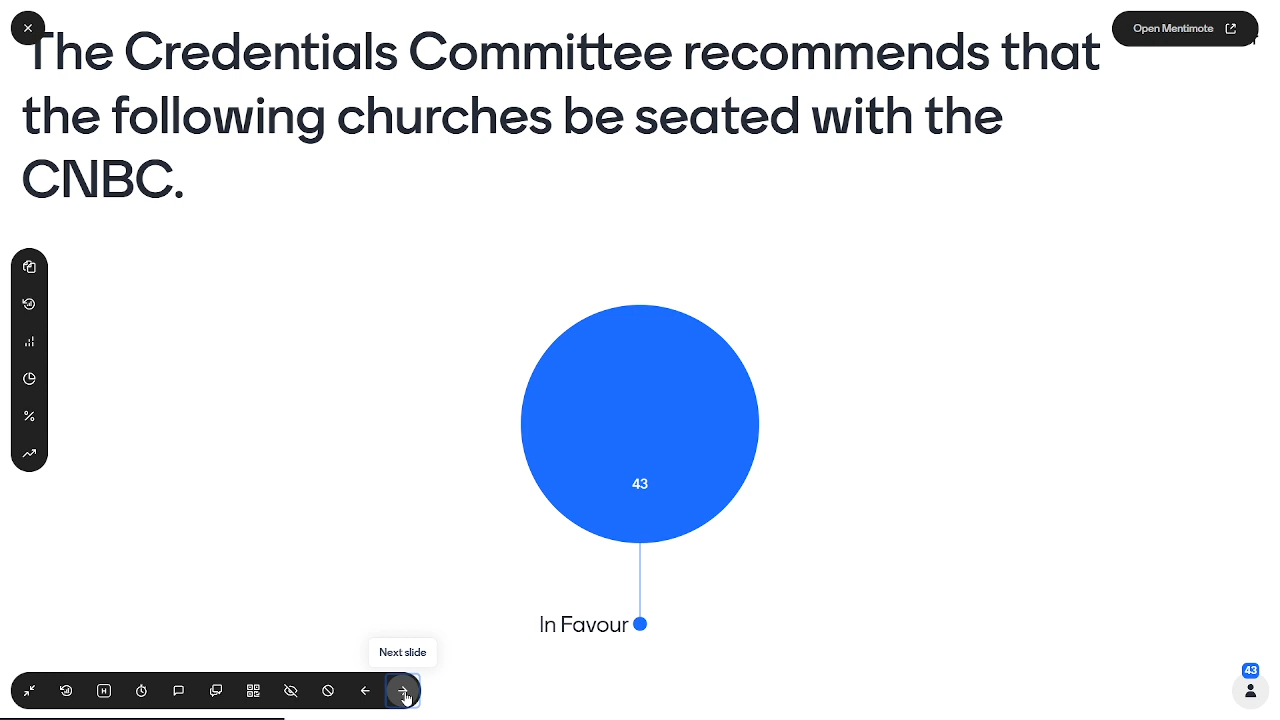 Open Mentimote
The Credentials Committee recommends that
the following churches be seated with the
CNBC.
43
In Favour
Next slide
43